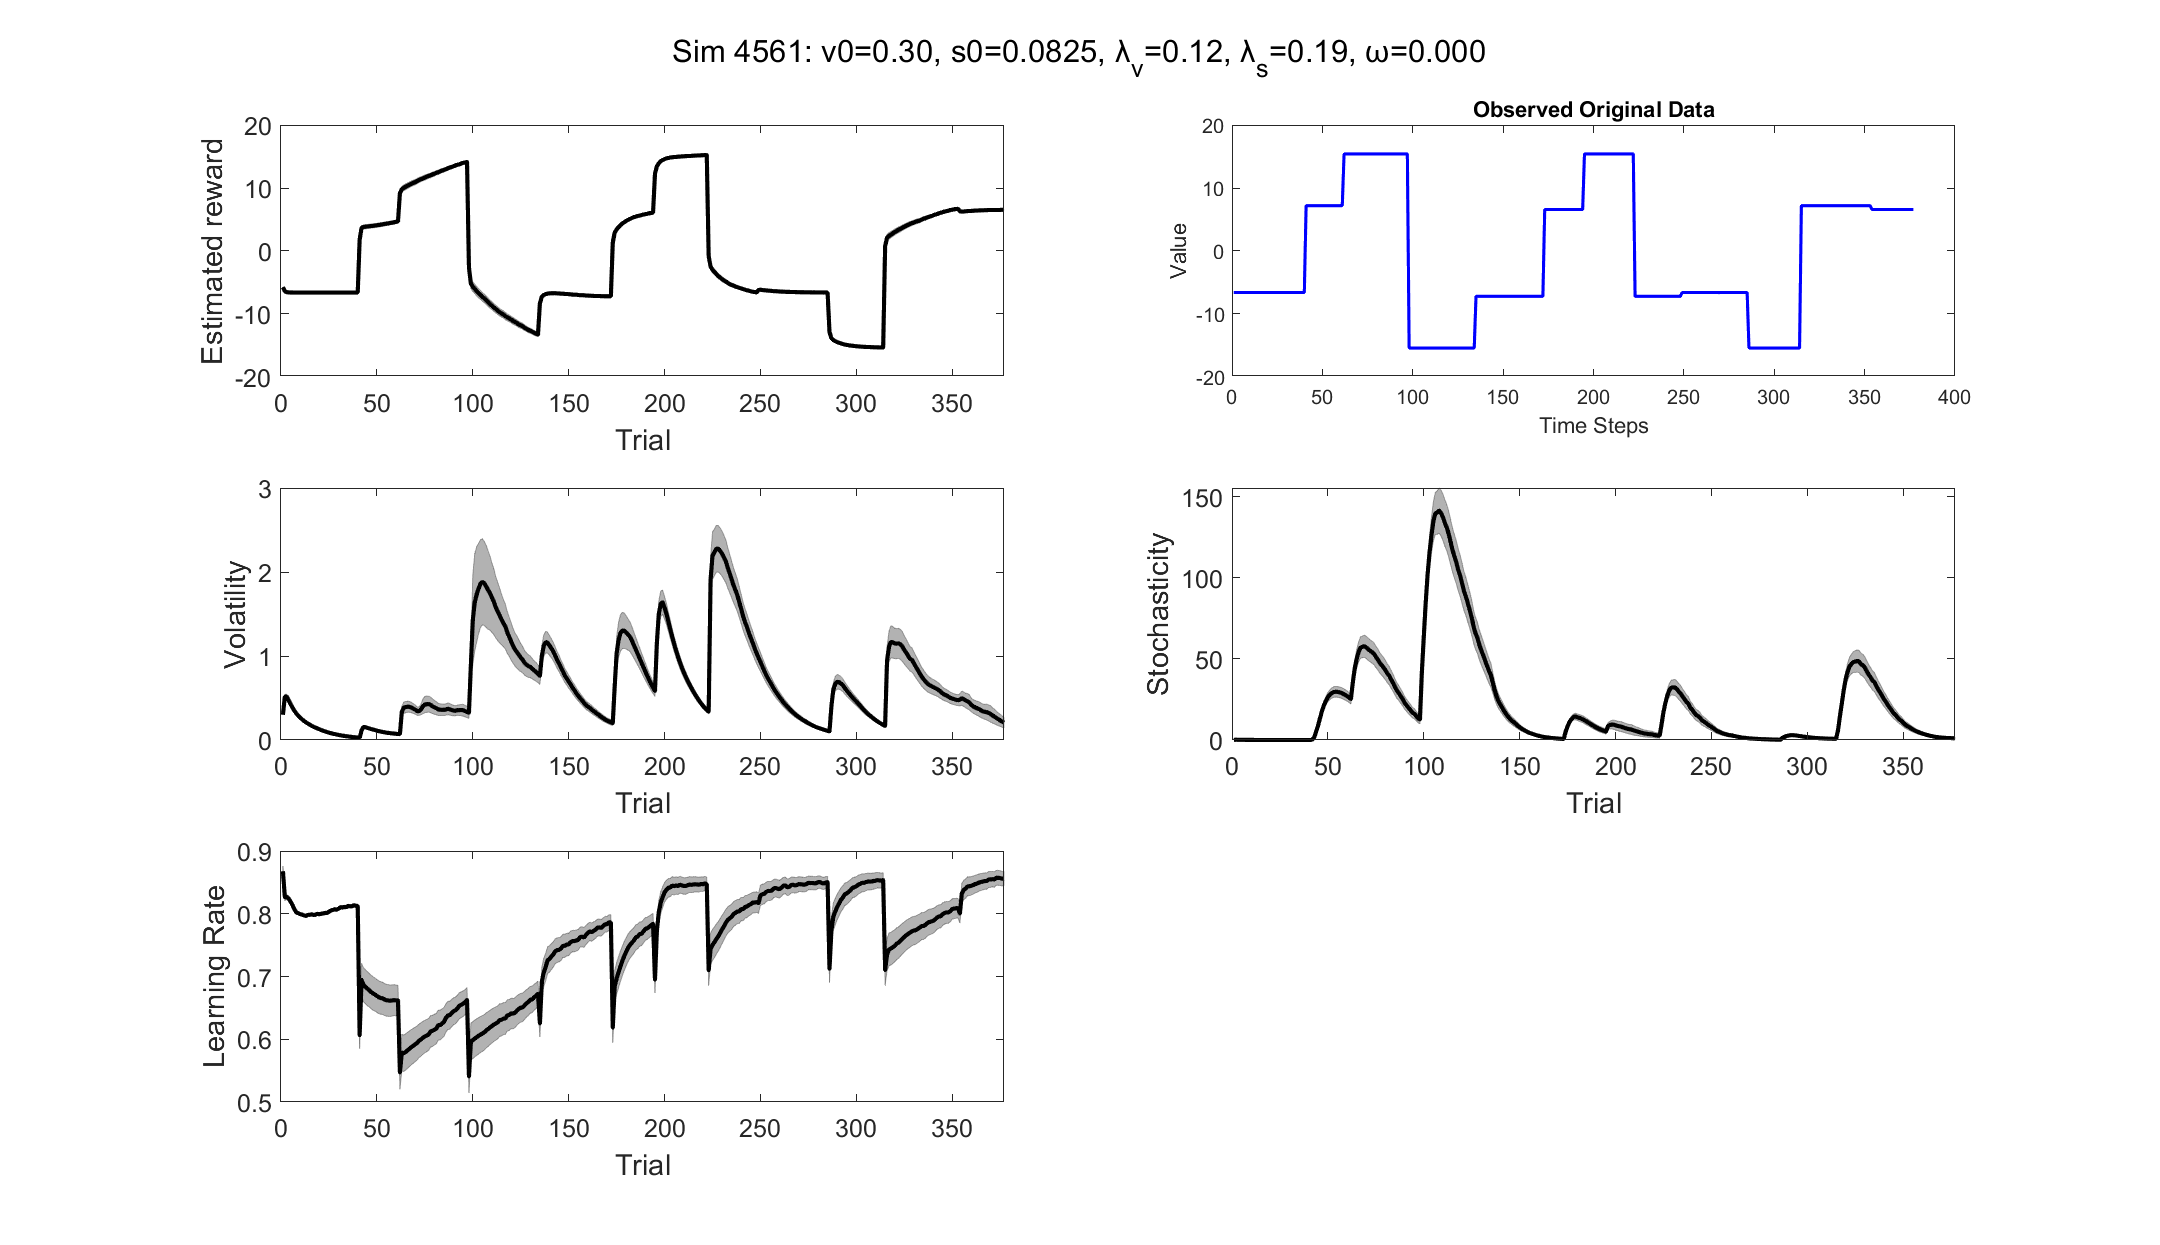 Sim 4561: v0=0.30, s0=0.0825, λv=0.12, λs=0.19, ω=0.000
Estimated reward
20
10
0
-10
-20
0 50 100 150 200 250 300 350
Trial
Observed Original Data
Value
20
10
0
-10
-20
0 50 100 150 200 250 300 350 400
Time Steps
Volatility
3
2
1
0
0 50 100 150 200 250 300 350
Trial
Stochasticity
150
100
50
0
0 50 100 150 200 250 300 350
Trial
Learning Rate
0.9
0.8
0.7
0.6
0.5
0 50 100 150 200 250 300 350
Trial